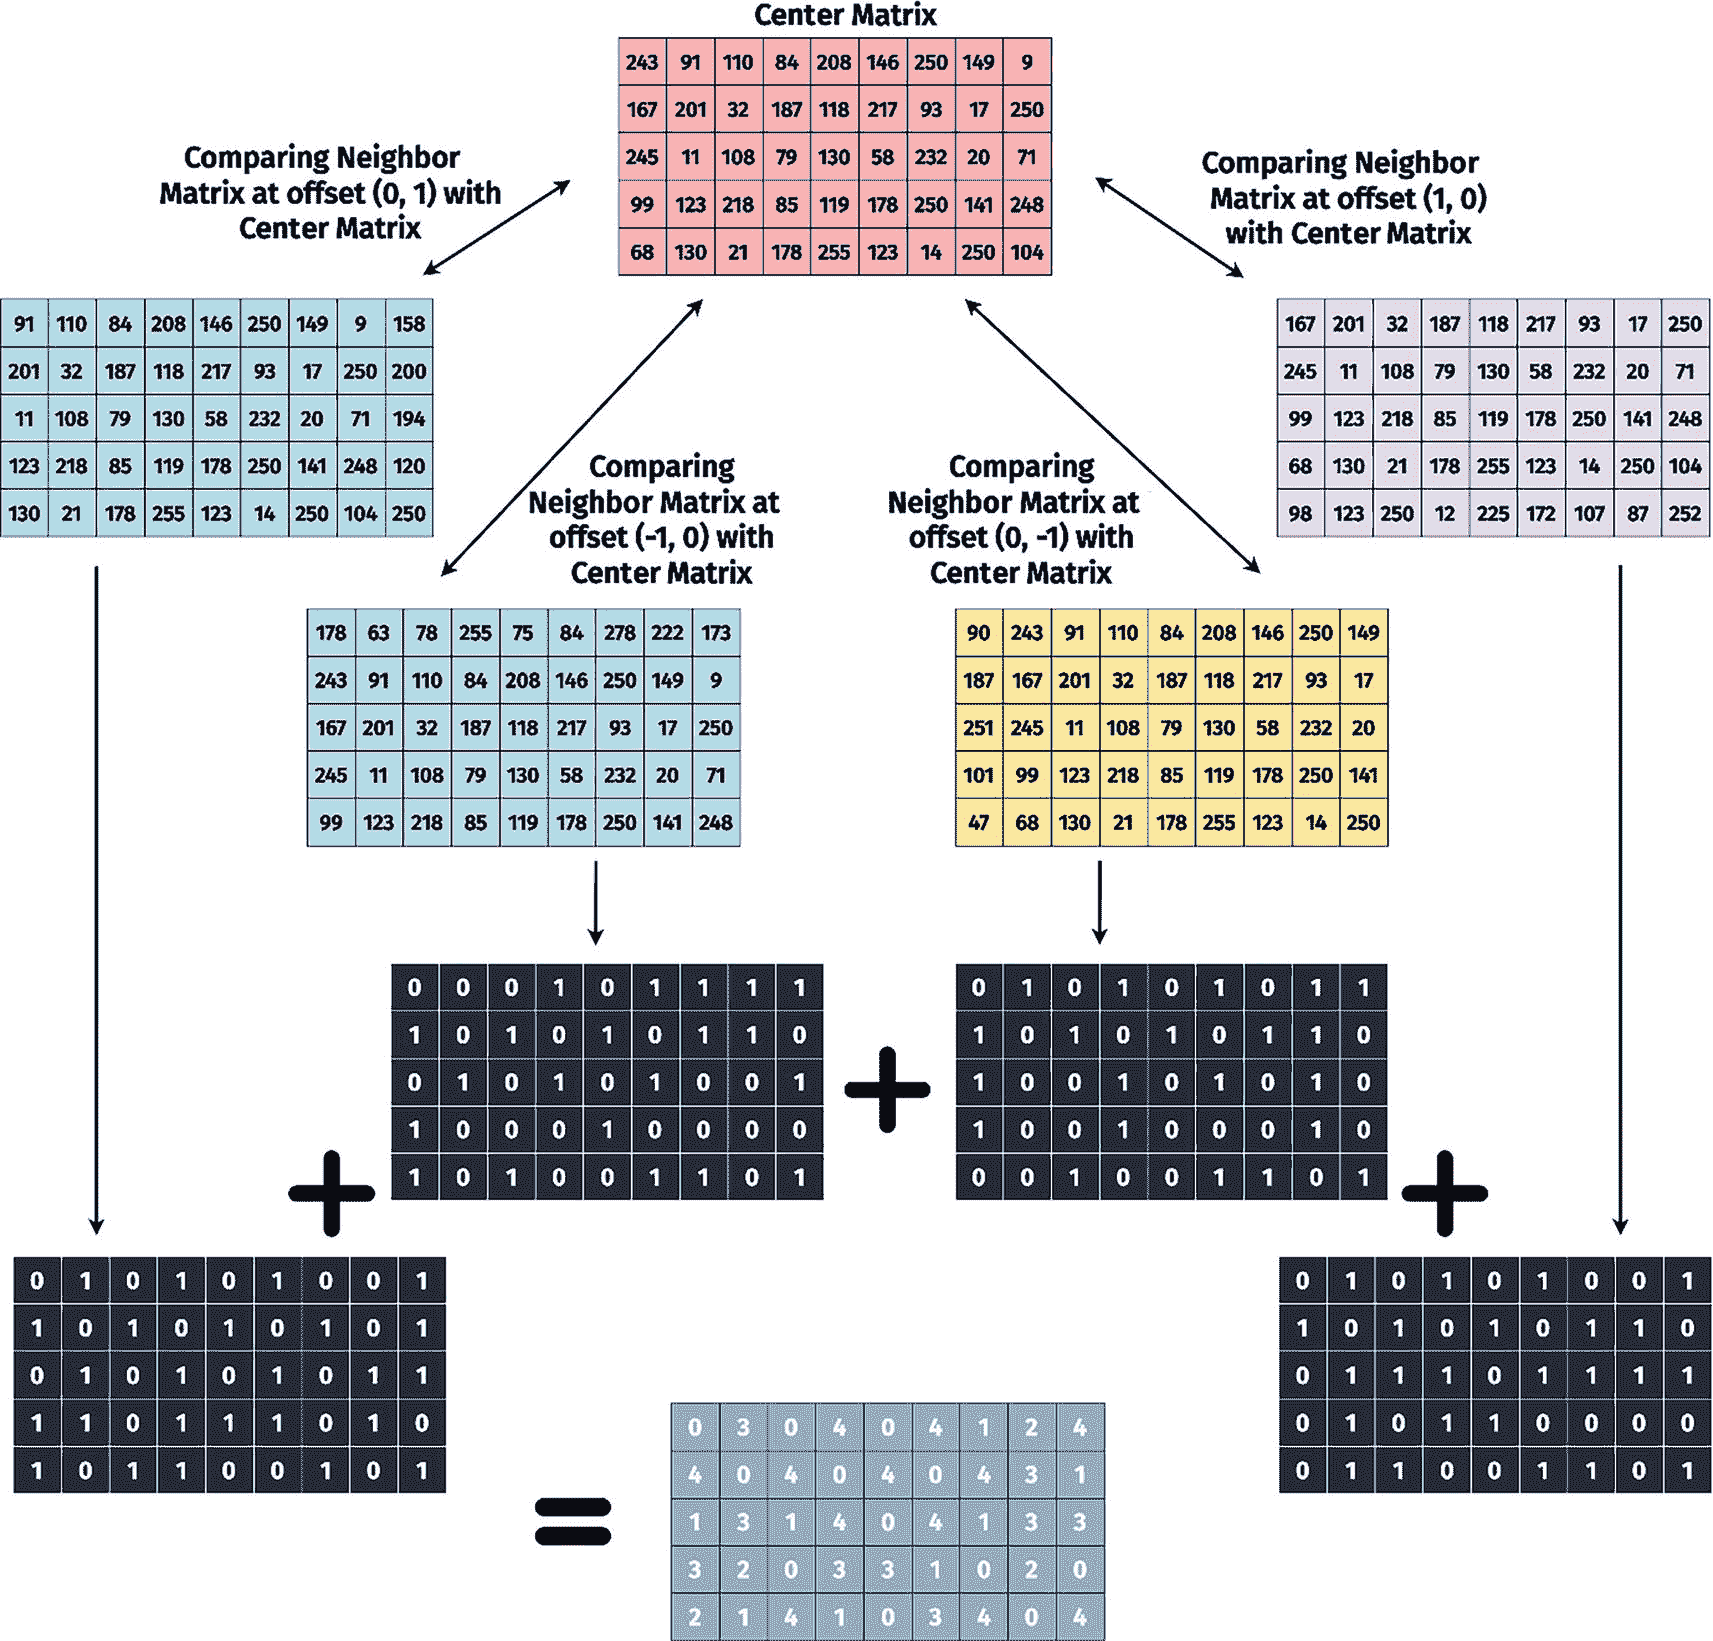 Center Matrix
243 91 110 84 208 146 250 149 9
167 201 32 187 118 217 93 17 250
245 11 108 79 130 58 232 20 71
99 123 218 85 119 178 250 141 248
68 130 21 178 255 123 14 250 104
Comparing Neighbor
Matrix at offset (0, 1) with
Center Matrix
Comparing Neighbor
Matrix at offset (1, 0)
with Center Matrix
91 110 84 208 146 250 149 9 158
201 32 187 118 217 93 17 250 200
11 108 79 130 58 232 20 71 194
123 218 85 119 178 250 141 248 120
130 21 178 255 123 14 250 104 250
167 201 32 187 118 217 93 17 250
245 11 108 79 130 58 232 20 71
99 123 218 85 119 178 250 141 248
68 130 21 178 255 123 14 250 104
98 123 250 12 225 172 107 87 252
Comparing
Neighbor Matrix at
offset (-1, 0) with
Center Matrix
Comparing
Neighbor Matrix at
offset (0, -1) with
Center Matrix
178 63 78 255 75 84 278 222 173
243 91 110 84 208 146 250 149 9
167 201 32 187 118 217 93 17 250
245 11 108 79 130 58 232 20 71
99 123 218 85 119 178 250 141 248
90 243 91 110 84 208 146 250 149
187 167 201 32 187 118 217 93 17
251 245 11 108 79 130 58 232 20
101 99 123 218 85 119 178 250 141
47 68 130 21 178 255 123 14 250
0 0 0 1 0 1 1 1 1
1 0 1 0 1 0 1 1 0
0 1 0 1 0 1 0 0 1
1 0 0 0 1 0 0 0 0
1 0 1 0 0 1 1 0 1
+
0 1 0 1 0 1 0 1 1
1 0 1 0 1 0 1 1 0
1 0 0 1 0 1 0 1 0
1 0 0 1 0 0 0 1 0
0 0 1 0 0 1 1 0 1
+
+
0 1 0 1 0 1 0 0 1
1 0 1 0 1 0 1 0 1
0 1 0 1 0 1 0 1 1
1 1 0 1 1 1 0 1 0
1 0 1 1 0 0 1 0 1
0 1 0 1 0 1 0 0 1
1 0 1 0 1 0 1 1 0
0 1 1 1 0 1 1 1 1
0 1 0 1 1 0 0 0 0
0 1 1 0 0 1 1 0 1
=
0 3 0 4 0 4 1 2 4
4 0 4 0 4 0 4 3 1
1 3 1 4 0 4 1 3 3
3 2 0 3 3 1 0 2 0
2 1 4 1 0 3 4 0 4